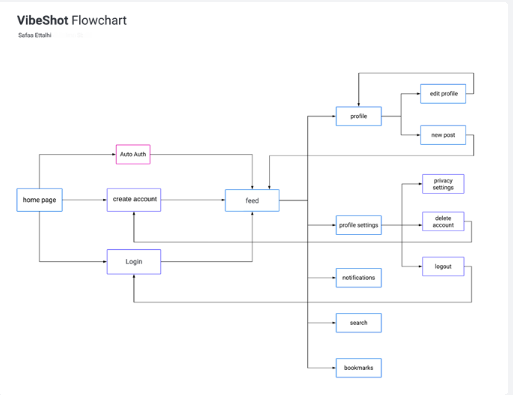 VibeShot Flowchart
Safaa Ettalhi
edit profile
profile
new post
Auto Auth
privacy
settings
home page
create account
feed
profile settings
delete
account
Login
logout
notifications
search
bookmarks